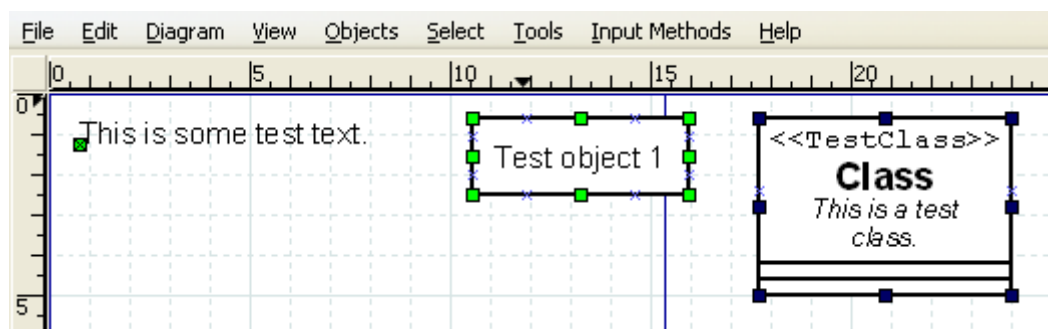 File Edit Diagram View Objects Select Tools Input Methods Help
0 5 10 15 20
0
This is some test text.
Test object 1
<<TestClass>>
Class
This is a test
class.
5